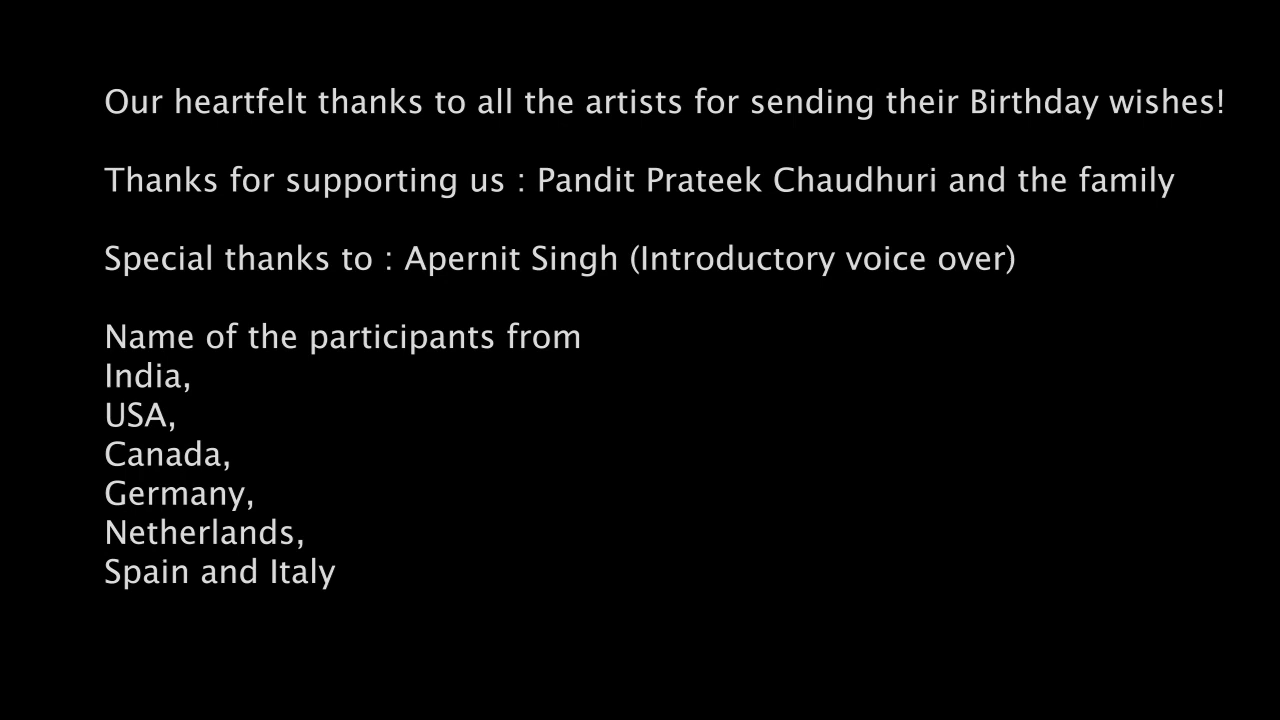 Our heartfelt thanks to all the artists for sending their Birthday wishes!
Thanks for supporting us : Pandit Prateek Chaudhuri and the family
Special thanks to : Apernit Singh (Introductory voice over)
Name of the participants from
India,
USA,
Canada,
Germany,
Netherlands,
Spain and Italy